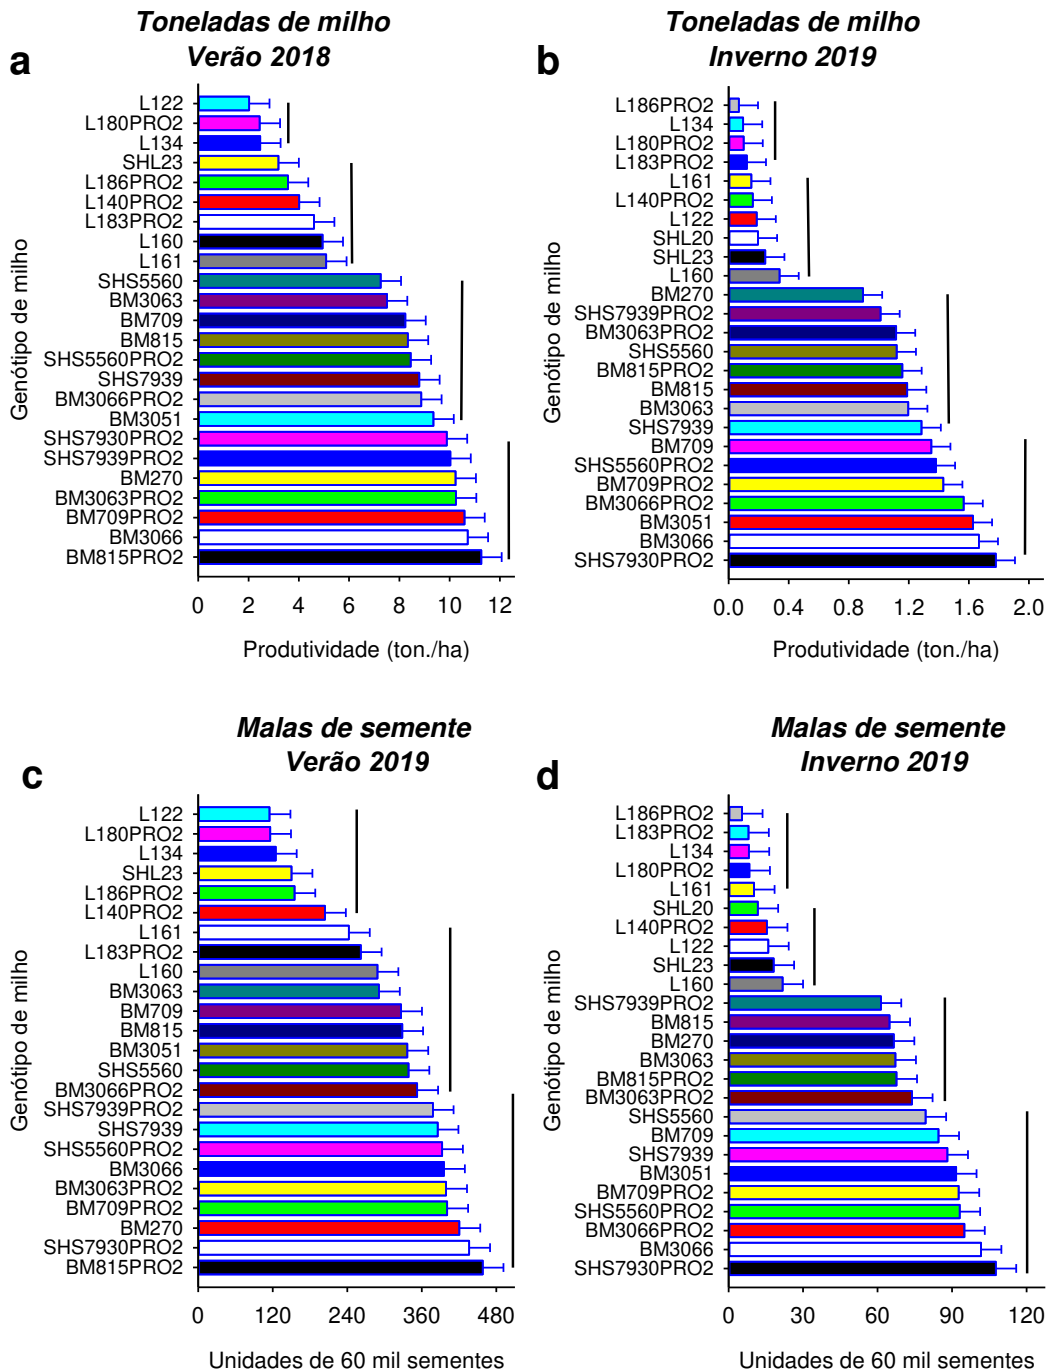 Toneladas de milho
Verão 2018
a
L122
L180PRO2
L134
SHL23
L186PRO2
L140PRO2
L183PRO2
L160
L161
SHS5560
BM3063
BM709
BM815
SHS5560PRO2
SHS7939
BM3066PRO2
BM3051
SHS7930PRO2
SHS7939PRO2
BM270
BM3063PRO2
BM709PRO2
BM3066
BM815PRO2
Genótipo de milho
0 2 4 6 8 10 12
Produtividade (ton./ha)
Toneladas de milho
Inverno 2019
b
L186PRO2
L134
L180PRO2
L183PRO2
L161
L140PRO2
L122
SHL20
SHL23
L160
BM270
SHS7939PRO2
BM3063PRO2
SHS5560
BM815PRO2
BM815
BM3063
SHS7939
BM709
SHS5560PRO2
BM709PRO2
BM3066PRO2
BM3051
BM3066
SHS7930PRO2
Genótipo de milho
0.0 0.4 0.8 1.2 1.6 2.0
Produtividade (ton./ha)
Malas de semente
Verão 2019
c
L122
L180PRO2
L134
SHL23
L186PRO2
L140PRO2
L161
L183PRO2
L160
BM3063
BM709
BM815
BM3051
SHS5560
BM3066PRO2
SHS7939PRO2
SHS7939
SHS5560PRO2
BM3066
BM3063PRO2
BM709PRO2
BM270
SHS7930PRO2
BM815PRO2
Genótipo de milho
0 120 240 360 480
Unidades de 60 mil sementes
Malas de semente
Inverno 2019
d
L186PRO2
L183PRO2
L134
L180PRO2
L161
SHL20
L140PRO2
L122
SHL23
L160
SHS7939PRO2
BM815
BM270
BM3063
BM815PRO2
BM3063PRO2
SHS5560
BM709
SHS7939
BM3051
BM709PRO2
SHS5560PRO2
BM3066PRO2
BM3066
SHS7930PRO2
Genótipo de milho
0 30 60 90 120
Unidades de 60 mil sementes